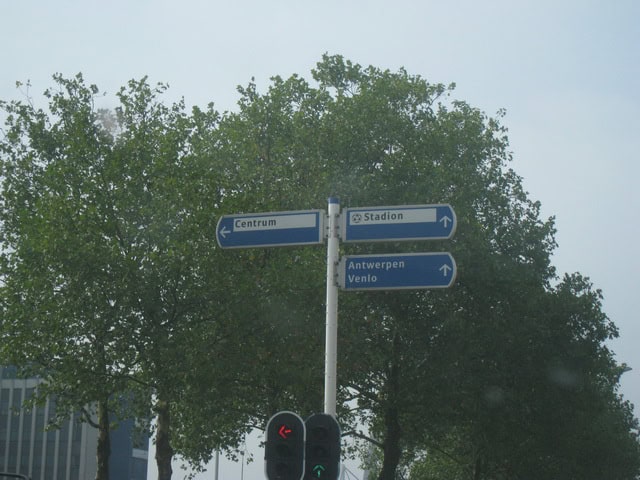 Centrum
Stadion
Antwerpen
Venlo